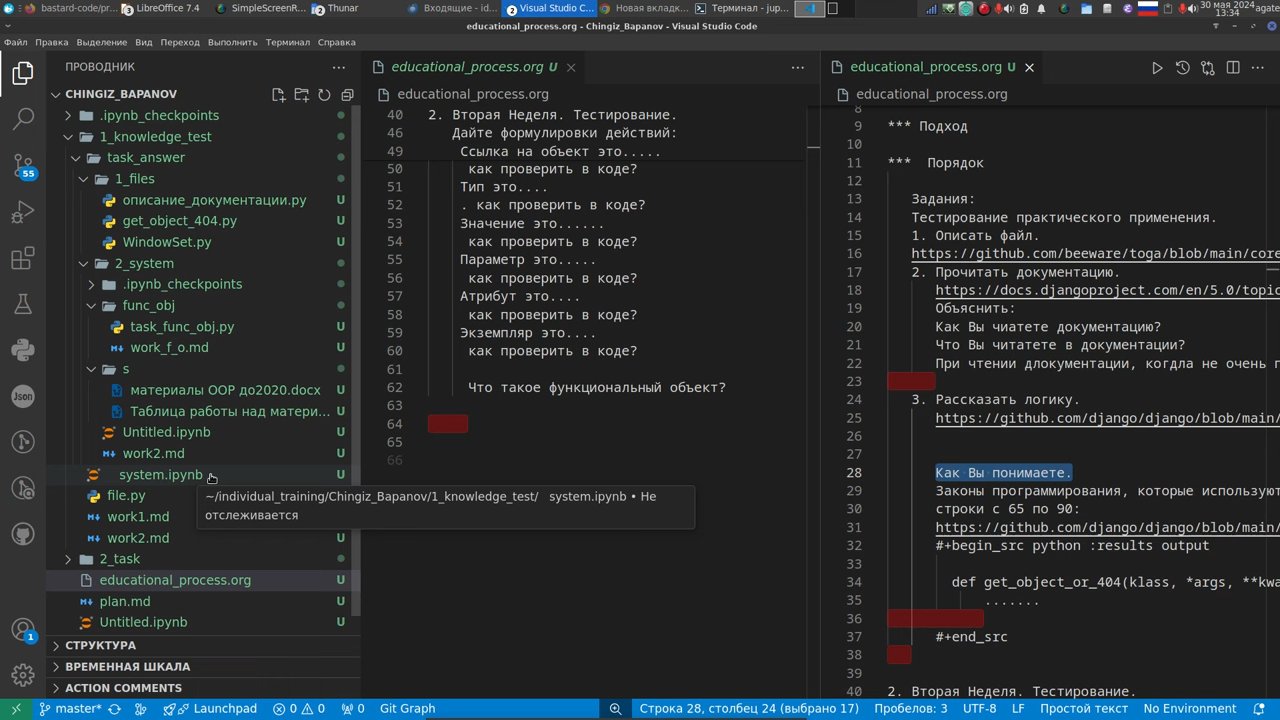 bastard-code/pr...
LibreOffice 7.4
SimpleScreenR...
2 Thunar
Входящие - id...
2 Visual Studio C...
Новая вкладк...
Терминал - jup...
30 мая 2024
13:34
agate
educational_process.org - Chingiz_Bapanov - Visual Studio Code
Файл Правка Выделение Вид Переход Выполнить Терминал Справка
ПРОВОДНИК
CHINGIZ_BAPANOV
.ipynb_checkpoints
1_knowledge_test
task_answer
1_files
описание_документации.py U
get_object_404.py U
WindowSet.py U
2_system
.ipynb_checkpoints
func_obj
task_func_obj.py U
work_f_o.md U
s
материалы ООР до2020.docx U
Таблица работы над матери... U
Untitled.ipynb U
work2.md U
system.ipynb U
file.py U
work1.md U
work2.md U
2_task
educational_process.org U
plan.md U
Untitled.ipynb U
СТРУКТУРА
ВРЕМЕННАЯ ШКАЛА
ACTION COMMENTS
55
Json
1
~/individual_training/Chingiz_Bapanov/1_knowledge_test/ system.ipynb • Не
отслеживается
educational_process.org U
educational_process.org
40 2. Вторая Неделя. Тестирование.
46 Дайте формулировки действий:
49 Ссылка на объект это.....
50 как проверить в коде?
51 Тип это....
52 . как проверить в коде?
53 Значение это......
54 как проверить в коде?
55 Параметр это.....
56 как проверить в коде?
57 Атрибут это....
58 как проверить в коде?
59 Экземпляр это....
60 как проверить в коде?
61
62 Что такое функциональный объект?
63
64
65
66
educational_process.org U
educational_process.org
8
9 *** Подход
10
11 *** Порядок
12
13 Задания:
14 Тестирование практического применения.
15 1. Описать файл.
16 https://github.com/beeware/toga/blob/main/core
17 2. Прочитать документацию.
18 https://docs.djangoproject.com/en/5.0/topic
19 Объяснить:
20 Как Вы чиатете документацию?
21 Что Вы читатете в документации?
22 При чтении длокументации, когдла не очень п
23
24 3. Рассказать логику.
25 https://github.com/django/django/blob/main/
26
27
28 Как Вы понимаете.
29 Законы программирования, которые используют
30 строки с 65 по 90:
31 https://github.com/django/django/blob/main/
32 #+begin_src python :results output
33
34 def get_object_or_404(klass, *args, **kwa
35 .......
36
37 #+end_src
38
39
40 2. Вторая Неделя. Тестирование.
master* Launchpad 0 0 0 Git Graph Строка 28, столбец 24 (выбрано 17) Пробелов: 3 UTF-8 LF Простой текст No Environment